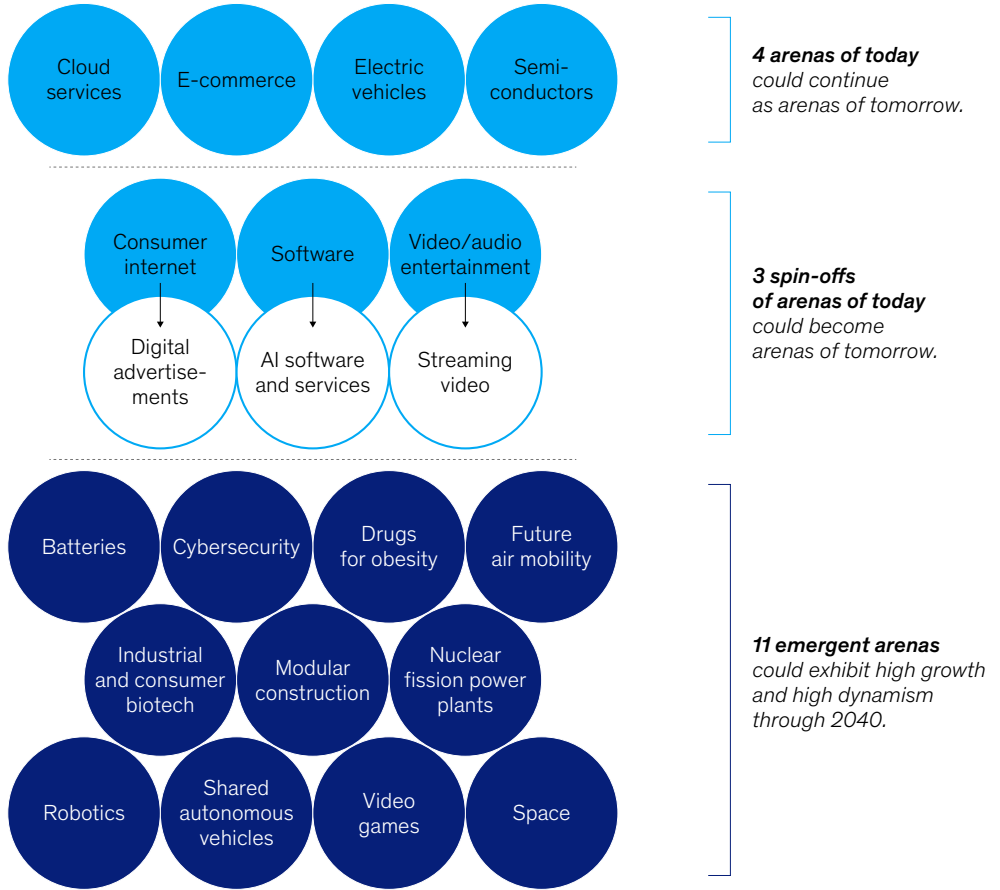 Cloud
services
E-commerce
Electric
vehicles
Semi-
conductors
4 arenas of today
could continue
as arenas of tomorrow.
Consumer
internet
Software
Video/audio
entertainment
Digital
advertise-
ments
AI software
and services
Streaming
video
3 spin-offs
of arenas of today
could become
arenas of tomorrow.
Batteries
Cybersecurity
Drugs
for obesity
Future
air mobility
Industrial
and consumer
biotech
Modular
construction
Nuclear
fission power
plants
Robotics
Shared
autonomous
vehicles
Video
games
Space
11 emergent arenas
could exhibit high growth
and high dynamism
through 2040.